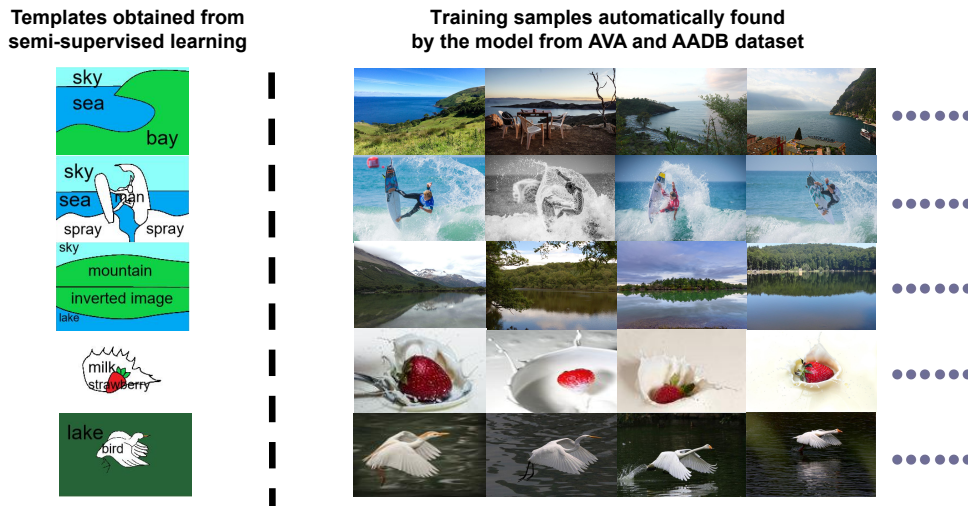 Templates obtained from
semi-supervised learning
Training samples automatically found
by the model from AVA and AADB dataset
sky
sea
bay
sky
sea
man
spray
spray
sky
mountain
inverted image
lake
milk
strawberry
lake
bird